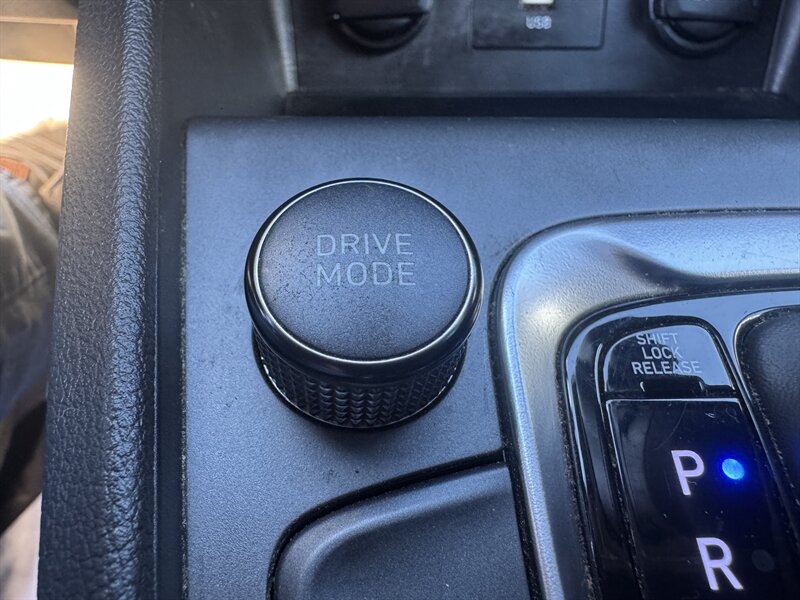 USB
DRIVE
MODE
SHIFT
LOCK
RELEASE
P
R